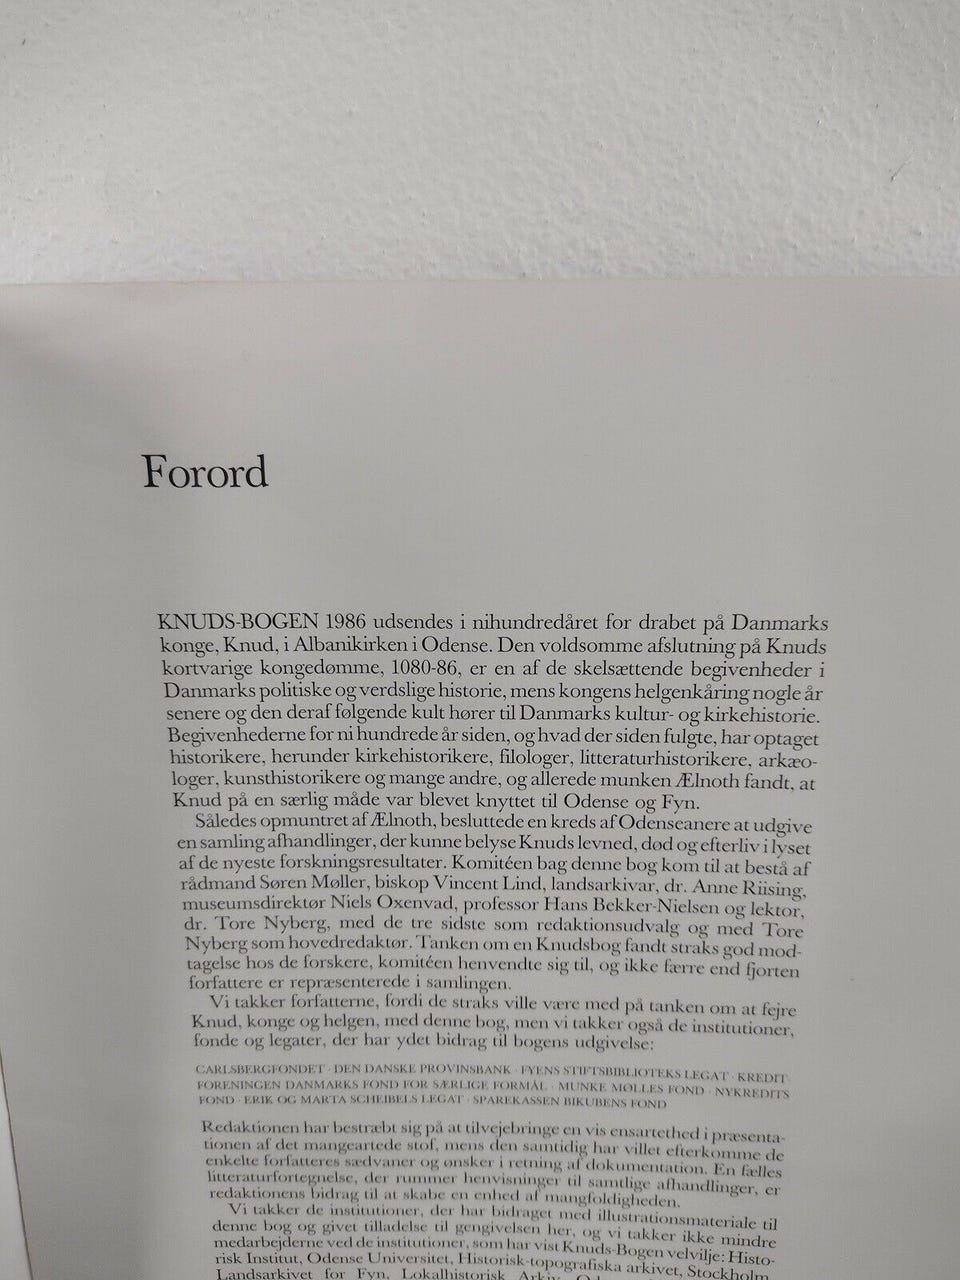 Forord
KNUDS-BOGEN 1986 udsendes i nihundredåret for drabet på Danmarks
konge, Knud, i Albanikirken i Odense. Den voldsomme afslutning på Knuds
kortvarige kongedømme, 1080-86, er en af de skelsættende begivenheder i
Danmarks politiske og verdslige historie, mens kongens helgenkåring nogle år
senere og den deraf følgende kult hører til Danmarks kultur- og kirkehistorie.
Begivenhederne for ni hundrede år siden, og hvad der siden fulgte, har optaget
historikere, herunder kirkehistorikere, filologer, litteraturhistorikere, arkæo-
loger, kunsthistorikere og mange andre, og allerede munken Ælnoth fandt, at
Knud på en særlig måde var blevet knyttet til Odense og Fyn.
Således opmuntret af Ælnoth, besluttede en kreds af Odenseanere at udgive
en samling afhandlinger, der kunne belyse Knuds levned, død og efterliv i lyset
af de nyeste forskningsresultater. Komitéen bag denne bog kom til at bestå af
rådmand Søren Møller, biskop Vincent Lind, landsarkivar, dr. Anne Riising,
museumsdirektør Niels Oxenvad, professor Hans Bekker-Nielsen og lektor,
dr. Tore Nyberg, med de tre sidste som redaktionsudvalg og med Tore
Nyberg som hovedredaktør. Tanken om en Knudsbog fandt straks god mod-
tagelse hos de forskere, komitéen henvendte sig til, og ikke færre end fjorten
forfattere er repræsenterede i samlingen.
Vi takker forfatterne, fordi de straks ville være med på tanken om at fejre
Knud, konge og helgen, med denne bog, men vi takker også de institutioner,
fonde og legater, der har ydet bidrag til bogens udgivelse:
CARLSBERGFONDET · DEN DANSKE PROVINSBANK · FYENS STIFTSBIBLIOTEKS LEGAT · KREDIT-
FORENINGEN DANMARKS FOND FOR SÆRLIGE FORMÅL · MUNKE MØLLES FOND · NYKREDITS
FOND · ERIK OG MARTA SCHEIBELS LEGAT · SPAREKASSEN BIKUBENS FOND
Redaktionen har bestræbt sig på at tilvejebringe en vis ensartethed i præsenta-
tionen af det mangeartede stof, mens den samtidig har villet efterkomme de
enkelte forfatteres sædvaner og ønsker i retning af dokumentation. En fælles
litteraturfortegnelse, der rummer henvisninger til samtlige afhandlinger, er
redaktionens bidrag til at skabe en enhed af mangfoldigheden.
Vi takker de institutioner, der har bidraget med illustrationsmateriale til
denne bog og givet tilladelse til gengivelsen her, og vi takker ikke mindre
medarbejderne ved de institutioner, som har vist Knuds-Bogen velvilje: Histo-
risk Institut, Odense Universitet, Historisk-topografiska arkivet, Stockholm,
Landsarkivet for Fyn, Lokalhistorisk Arkiv,